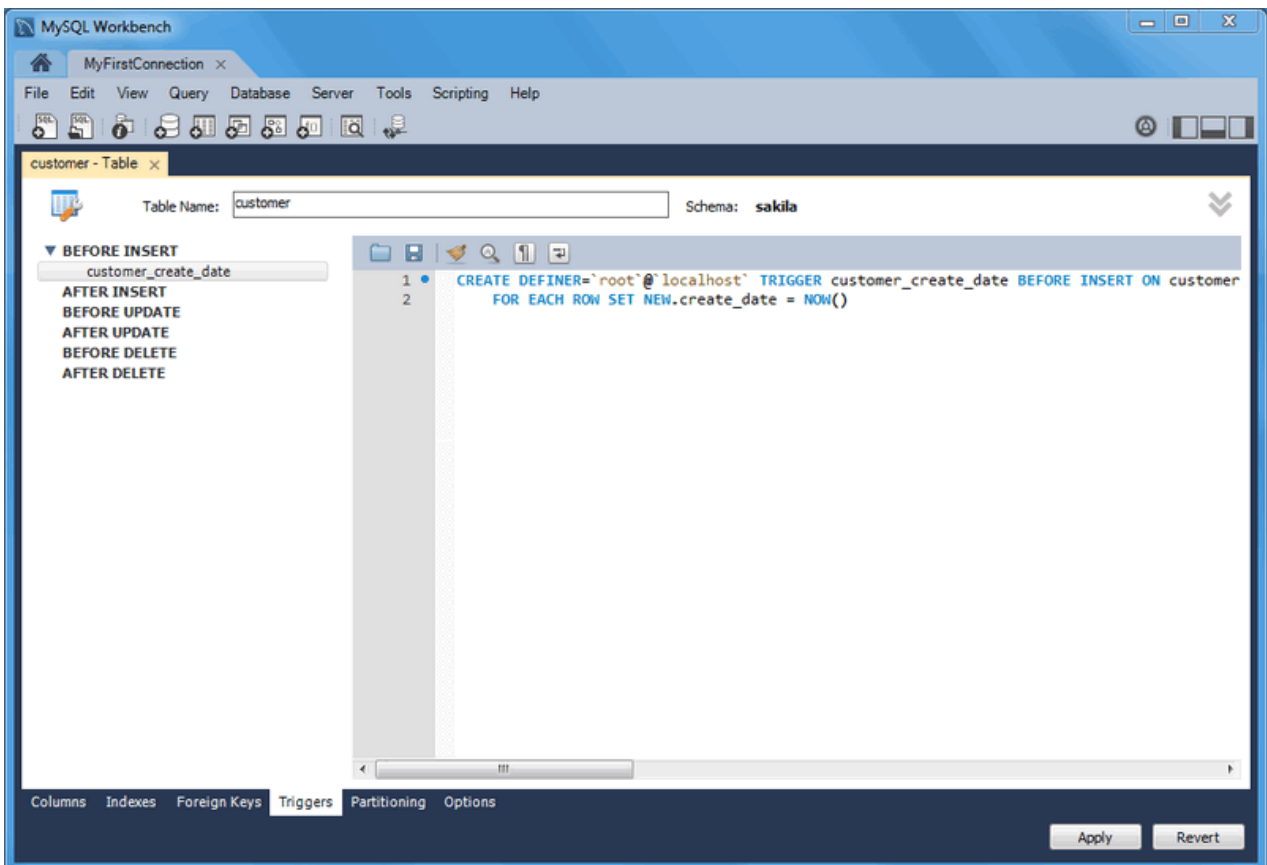 MySQL Workbench
MyFirstConnection
File Edit View Query Database Server Tools Scripting Help
customer - Table
Table Name: customer Schema: sakila
BEFORE INSERT
customer_create_date
AFTER INSERT
BEFORE UPDATE
AFTER UPDATE
BEFORE DELETE
AFTER DELETE
1 CREATE DEFINER=`root`@`localhost` TRIGGER customer_create_date BEFORE INSERT ON customer
2 FOR EACH ROW SET NEW.create_date = NOW()
Columns Indexes Foreign Keys Triggers Partitioning Options
Apply Revert